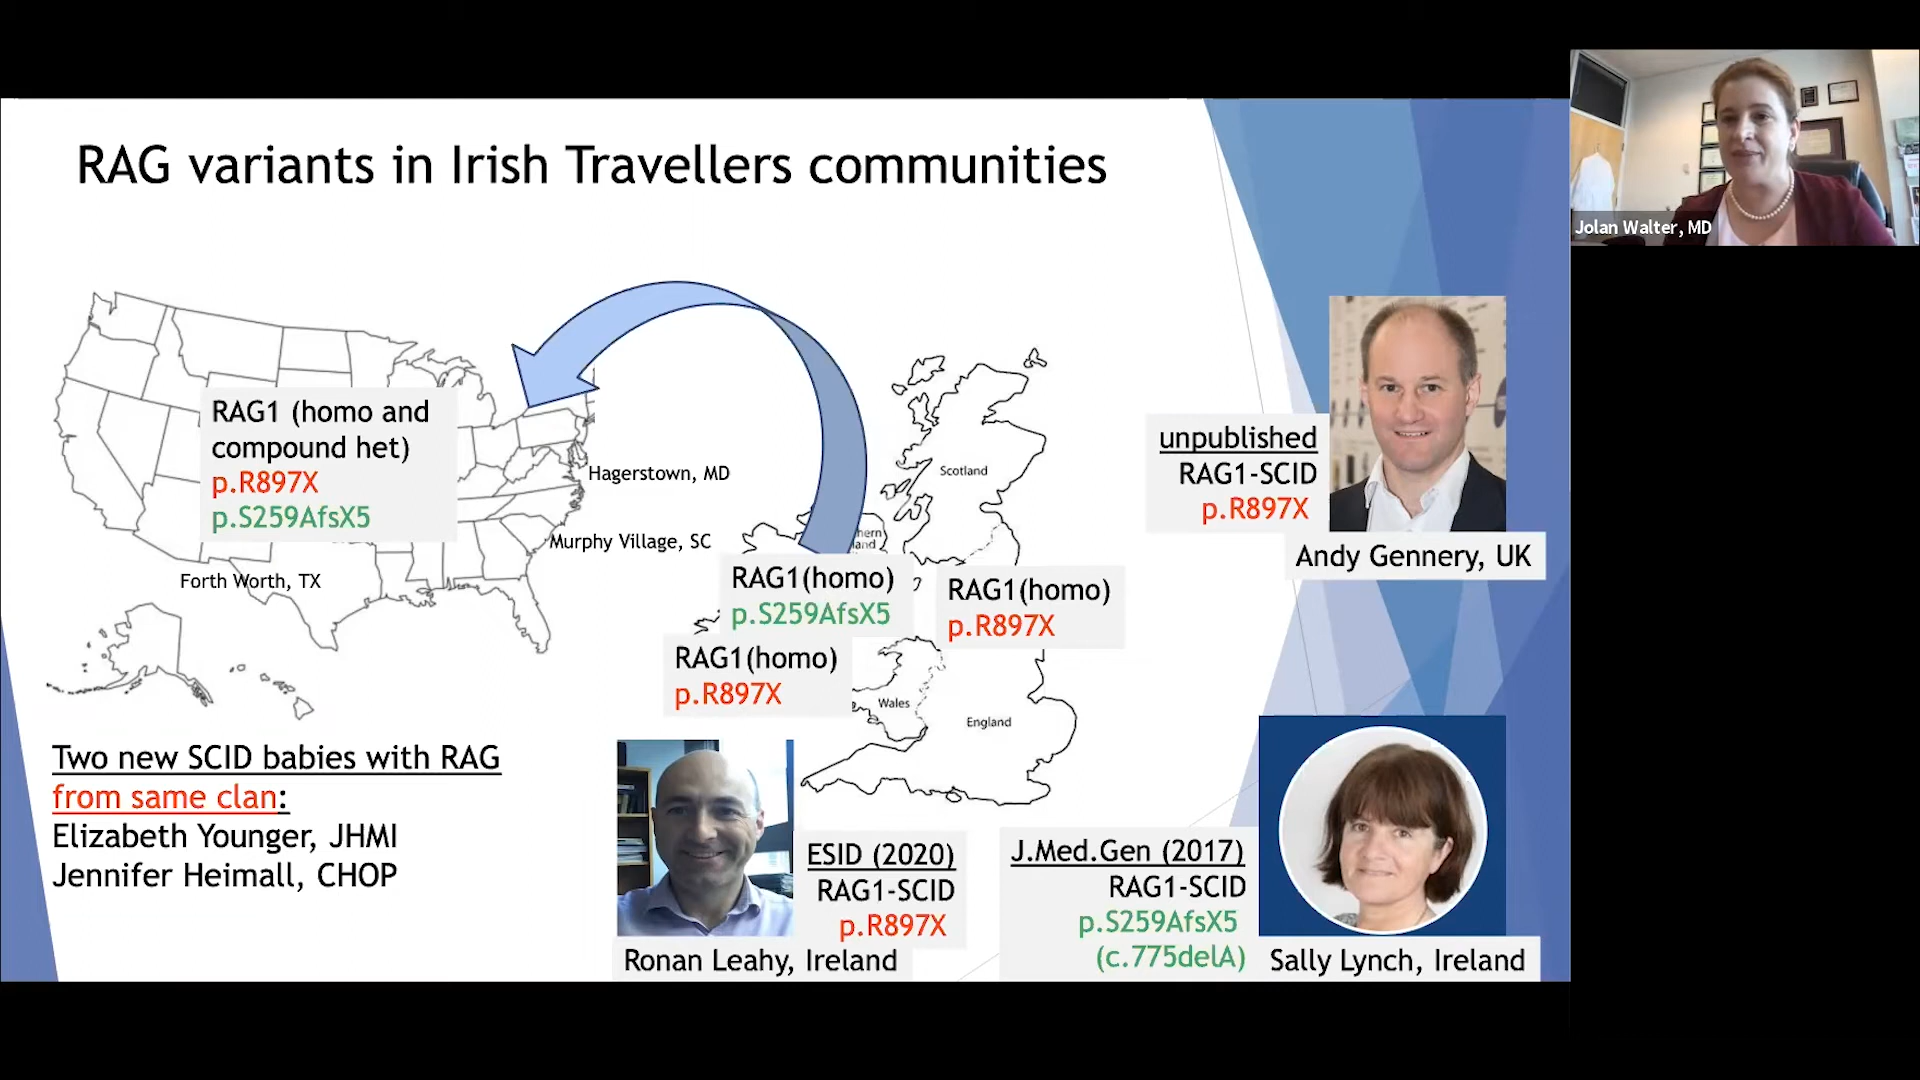 RAG variants in Irish Travellers communities
Jolan Walter, MD
RAG1 (homo and
compound het)
p.R897X
p.S259AfsX5
Hagerstown, MD
Murphy Village, SC
Forth Worth, TX
Scotland
hern
land
RAG1(homo)
p.S259AfsX5
RAG1(homo)
p.R897X
RAG1(homo)
p.R897X
Wales
England
unpublished
RAG1-SCID
p.R897X
Andy Gennery, UK
Two new SCID babies with RAG
from same clan:
Elizabeth Younger, JHMI
Jennifer Heimall, CHOP
ESID (2020)
RAG1-SCID
p.R897X
Ronan Leahy, Ireland
J.Med.Gen (2017)
RAG1-SCID
p.S259AfsX5
(c.775delA)
Sally Lynch, Ireland